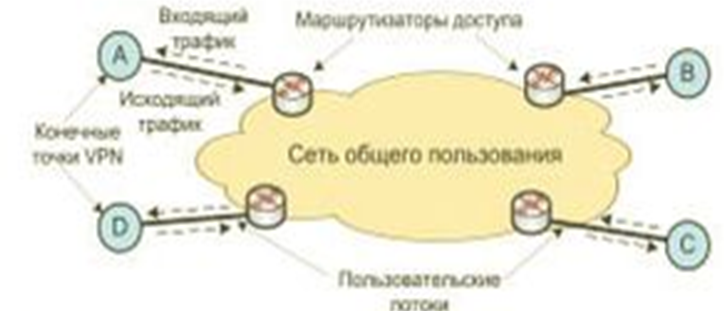 Входящий
трафик
Маршрутизаторы доступа
A
B
Исходящий
трафик
Конечные
точки VPN
Сеть общего пользования
D
C
Пользовательские
потоки